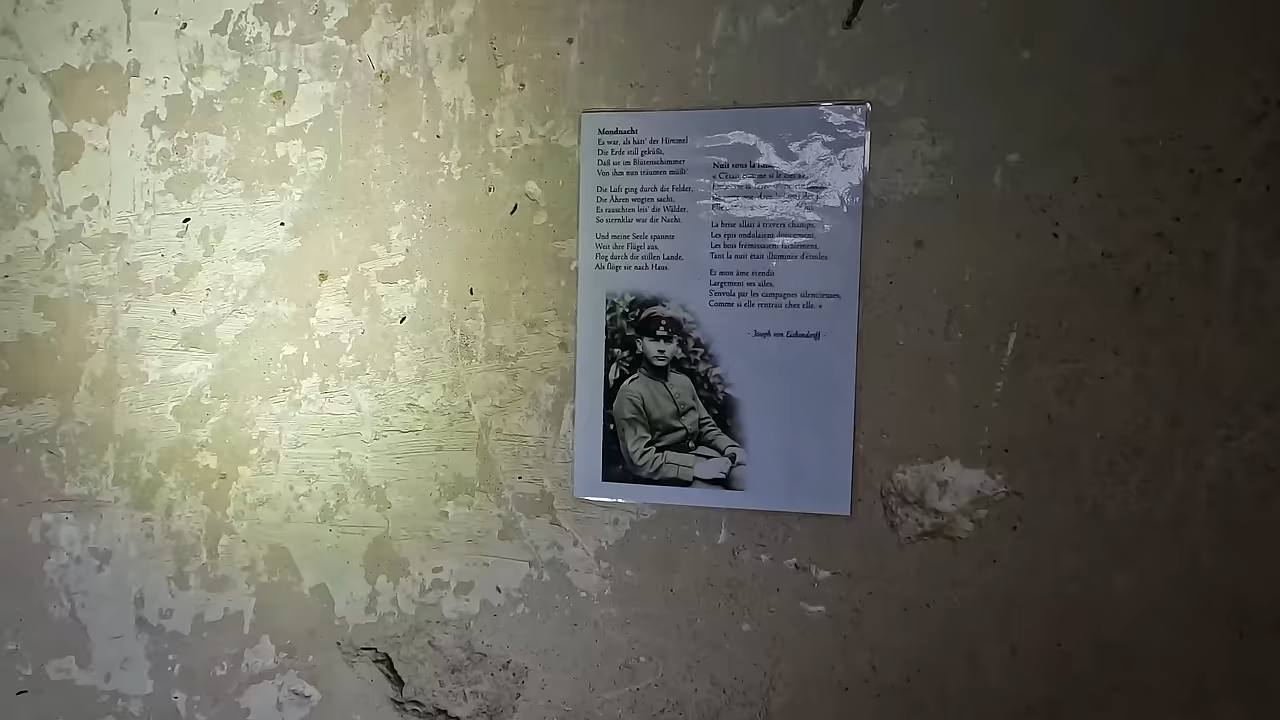 Mondnacht
Es war, als hätt' der Himmel
Die Erde still geküßt,
Daß sie im Blütenschimmer
Von ihm nun träumen müßt'
Die Luft ging durch die Felder,
Die Ähren wogten sacht,
Es rauschten leis' die Wälder,
So sternklar war die Nacht.
Und meine Seele spannte
Weit ihre Flügel aus,
Flog durch die stillen Lande,
Als flöge sie nach Haus.
Nuit sous la
« C'était comme si le
La brise allait à travers champs,
Les épis ondulaient doucement,
Les bois frémissaient
Tant la nuit était illuminée d'étoiles.
Et mon âme étendit
Largement ses ailes,
S'envola par les campagnes silencieuses,
Comme si elle rentrait chez elle. »
- Joseph von Eichendorff -